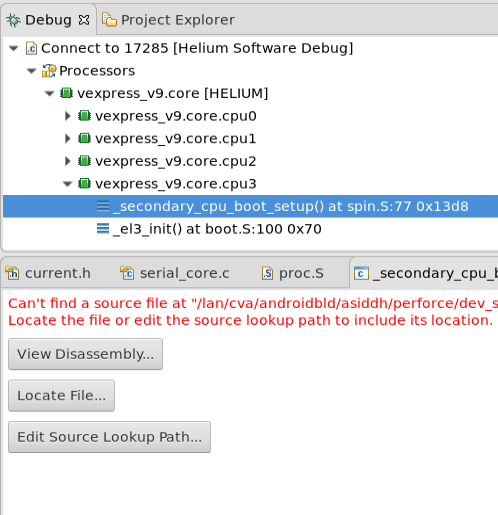 Debug Project Explorer
Connect to 17285 [Helium Software Debug]
Processors
vexpress_v9.core [HELIUM]
vexpress_v9.core.cpu0
vexpress_v9.core.cpu1
vexpress_v9.core.cpu2
vexpress_v9.core.cpu3
_secondary_cpu_boot_setup() at spin.S:77 0x13d8
_el3_init() at boot.S:100 0x70
current.h serial_core.c proc.S _secondary_cpu_b
Can't find a source file at "/lan/cva/androidbld/asiddh/perforce/dev_s
Locate the file or edit the source lookup path to include its location.
View Disassembly...
Locate File...
Edit Source Lookup Path...